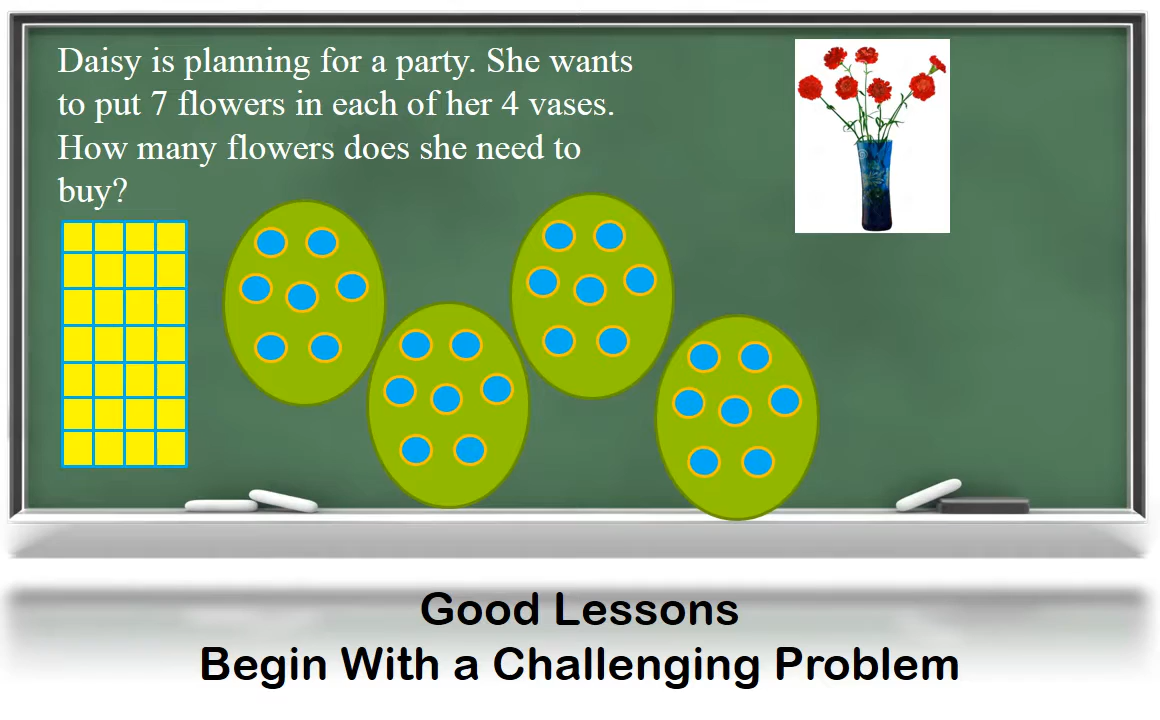 Daisy is planning for a party. She wants
to put 7 flowers in each of her 4 vases.
How many flowers does she need to
buy?
Good Lessons
Begin With a Challenging Problem